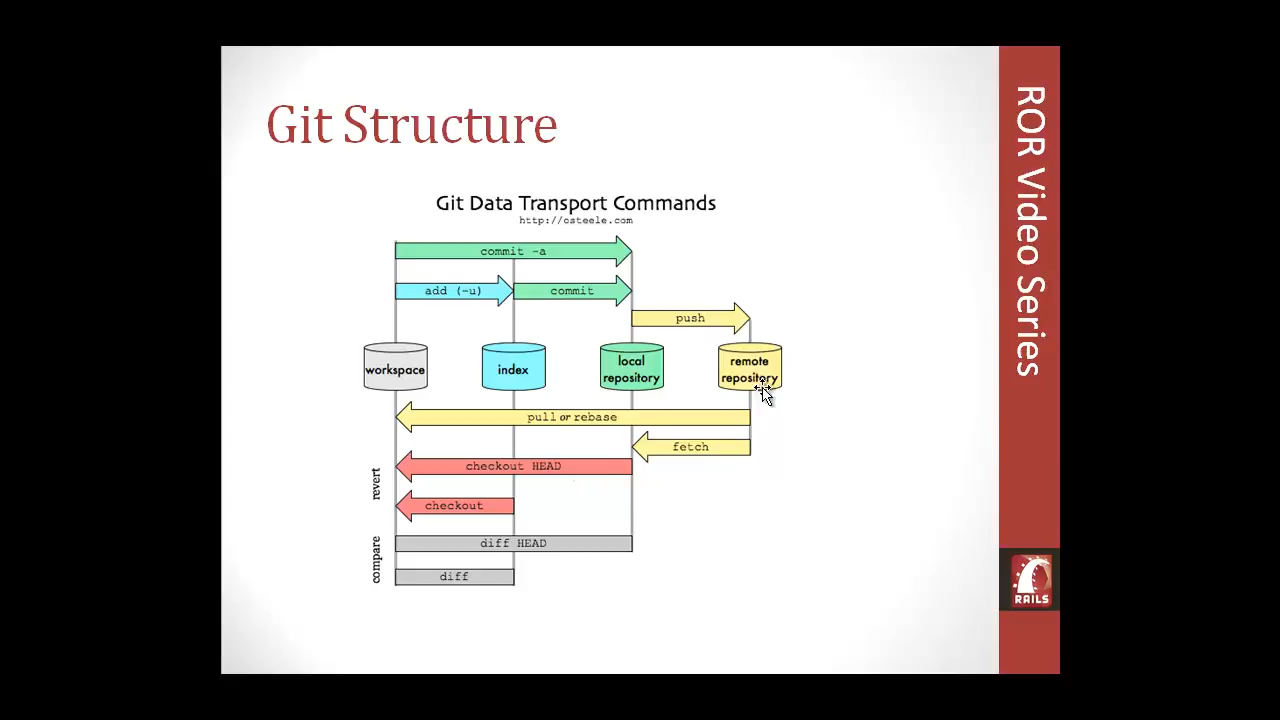 Git Structure
Git Data Transport Commands
http://osteele.com
commit -a
add (-u)
commit
push
workspace
index
local
repository
remote
repository
pull or rebase
fetch
revert
checkout HEAD
checkout
compare
diff HEAD
diff
ROR Video Series
RAILS